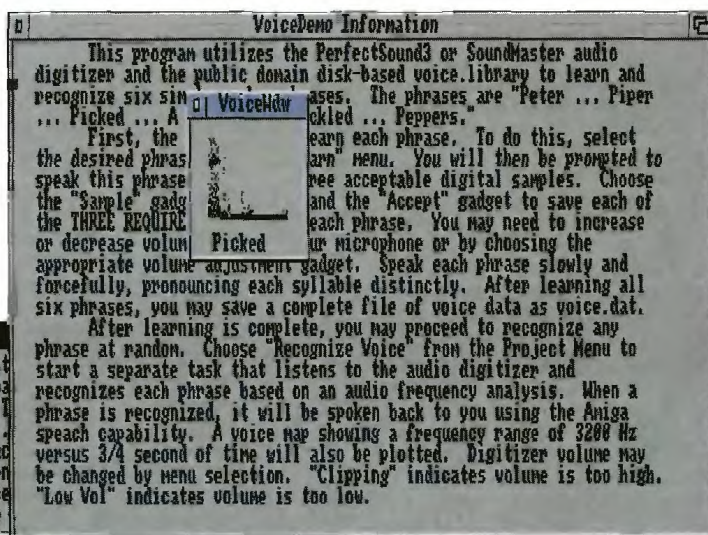 VoiceDemo Information
This program utilizes the PerfectSound3 or SoundMaster audio
digitizer and the public domain disk-based voice.library to learn and
recognize six sim ases. The phrases are "Peter ... Piper
... Picked ... A ckled ... Peppers."
First, the earn each phrase. To do this, select
the desired phras arn" menu. You will then be prompted to
speak this phrase ree acceptable digital samples. Choose
the "Sample" gadg and the "Accept" gadget to save each of
the THREE REQUIRE each phrase. You may need to increase
or decrease volum ur microphone or by choosing the
appropriate volume adjustment gadget. Speak each phrase slowly and
forcefully, pronouncing each syllable distinctly. After learning all
six phrases, you may save a complete file of voice data as voice.dat.
After learning is complete, you may proceed to recognize any
phrase at random. Choose "Recognize Voice" from the Project Menu to
start a separate task that listens to the audio digitizer and
recognizes each phrase based on an audio frequency analysis. When a
phrase is recognized, it will be spoken back to you using the Amiga
speach capability. A voice map showing a frequency range of 3200 Hz
versus 3/4 second of time will also be plotted. Digitizer volume may
be changed by menu selection. "Clipping" indicates volume is too high.
"Low Vol" indicates volume is too low.
VoiceWdw
Picked